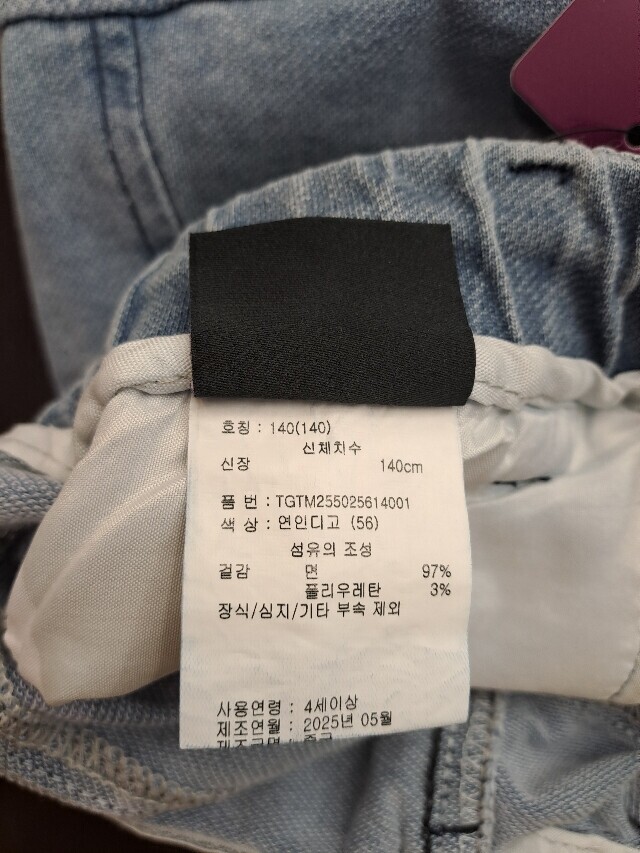 호칭 : 140(140)
신체치수
신장 140cm
품 번 : TGTM255025614001
색 상 : 연인디고 (56)
섬유의 조성
겉감 면 97%
폴리우레탄 3%
장식/심지/기타 부속 제외
사용연령 : 4세이상
제조연월 : 2025년 05월